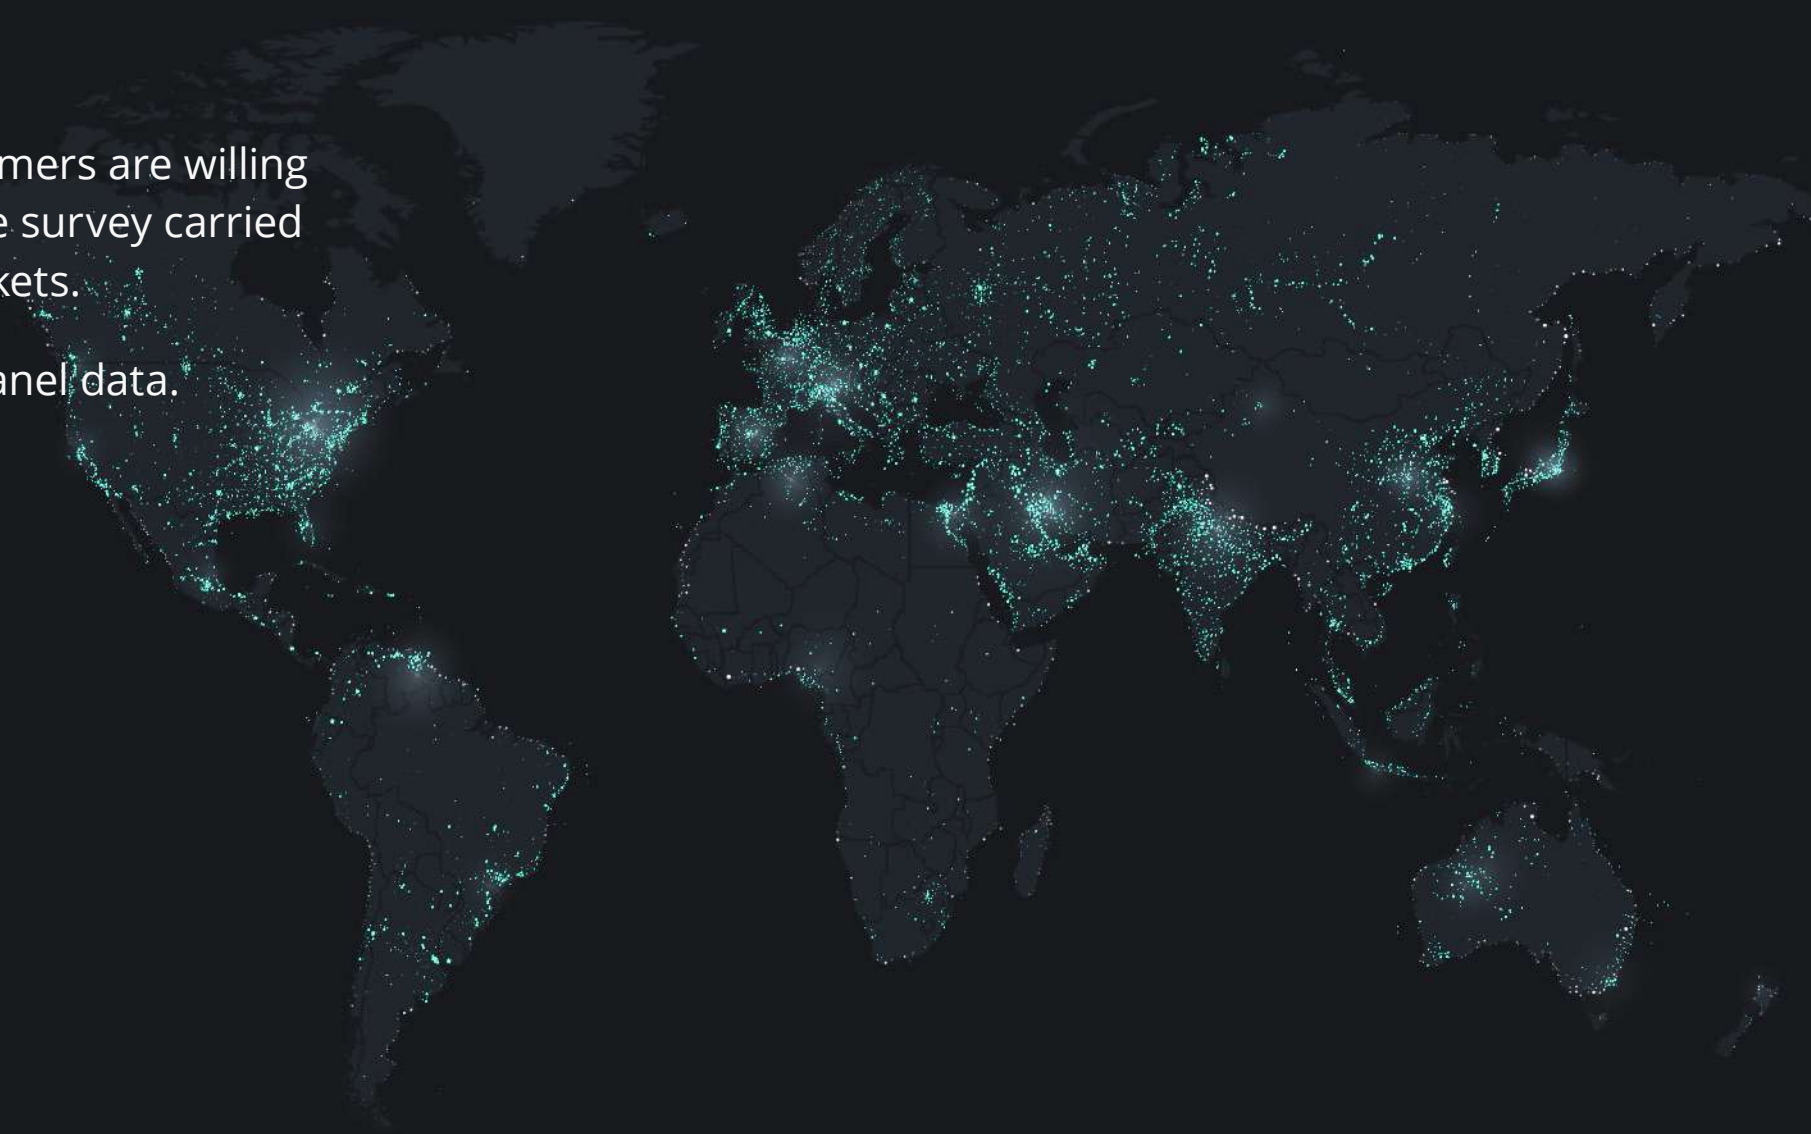 mers are willing
e survey carried
kets.
anel data.